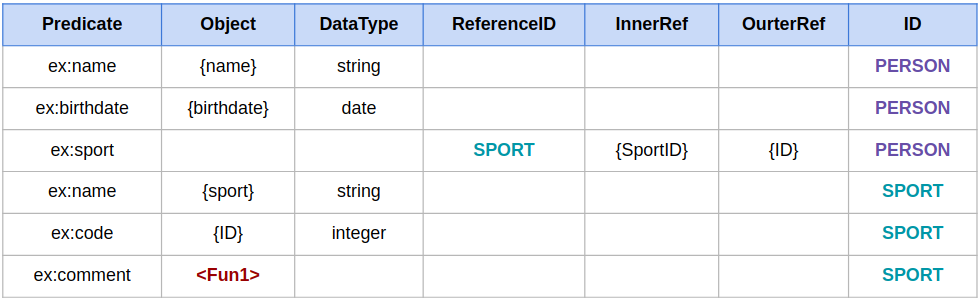 Predicate Object DataType ReferenceID InnerRef OurterRef ID
ex:name {name} string PERSON
ex:birthdate {birthdate} date PERSON
ex:sport SPORT {SportID} {ID} PERSON
ex:name {sport} string SPORT
ex:code {ID} integer SPORT
ex:comment <Fun1> SPORT